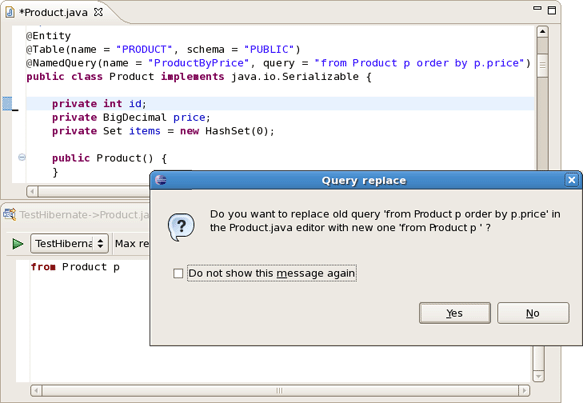 *Product.java
@Entity
@Table(name = "PRODUCT", schema = "PUBLIC")
@NamedQuery(name = "ProductByPrice", query = "from Product p order by p.price")
public class Product implements java.io.Serializable {
private int id;
private BigDecimal price;
private Set items = new HashSet(0);
public Product() {
}
Query replace
Do you want to replace old query 'from Product p order by p.price' in
the Product.java editor with new one 'from Product p ' ?
Do not show this message again
Yes No
TestHibernate->Product.ja
TestHiberna Max re
from Product p